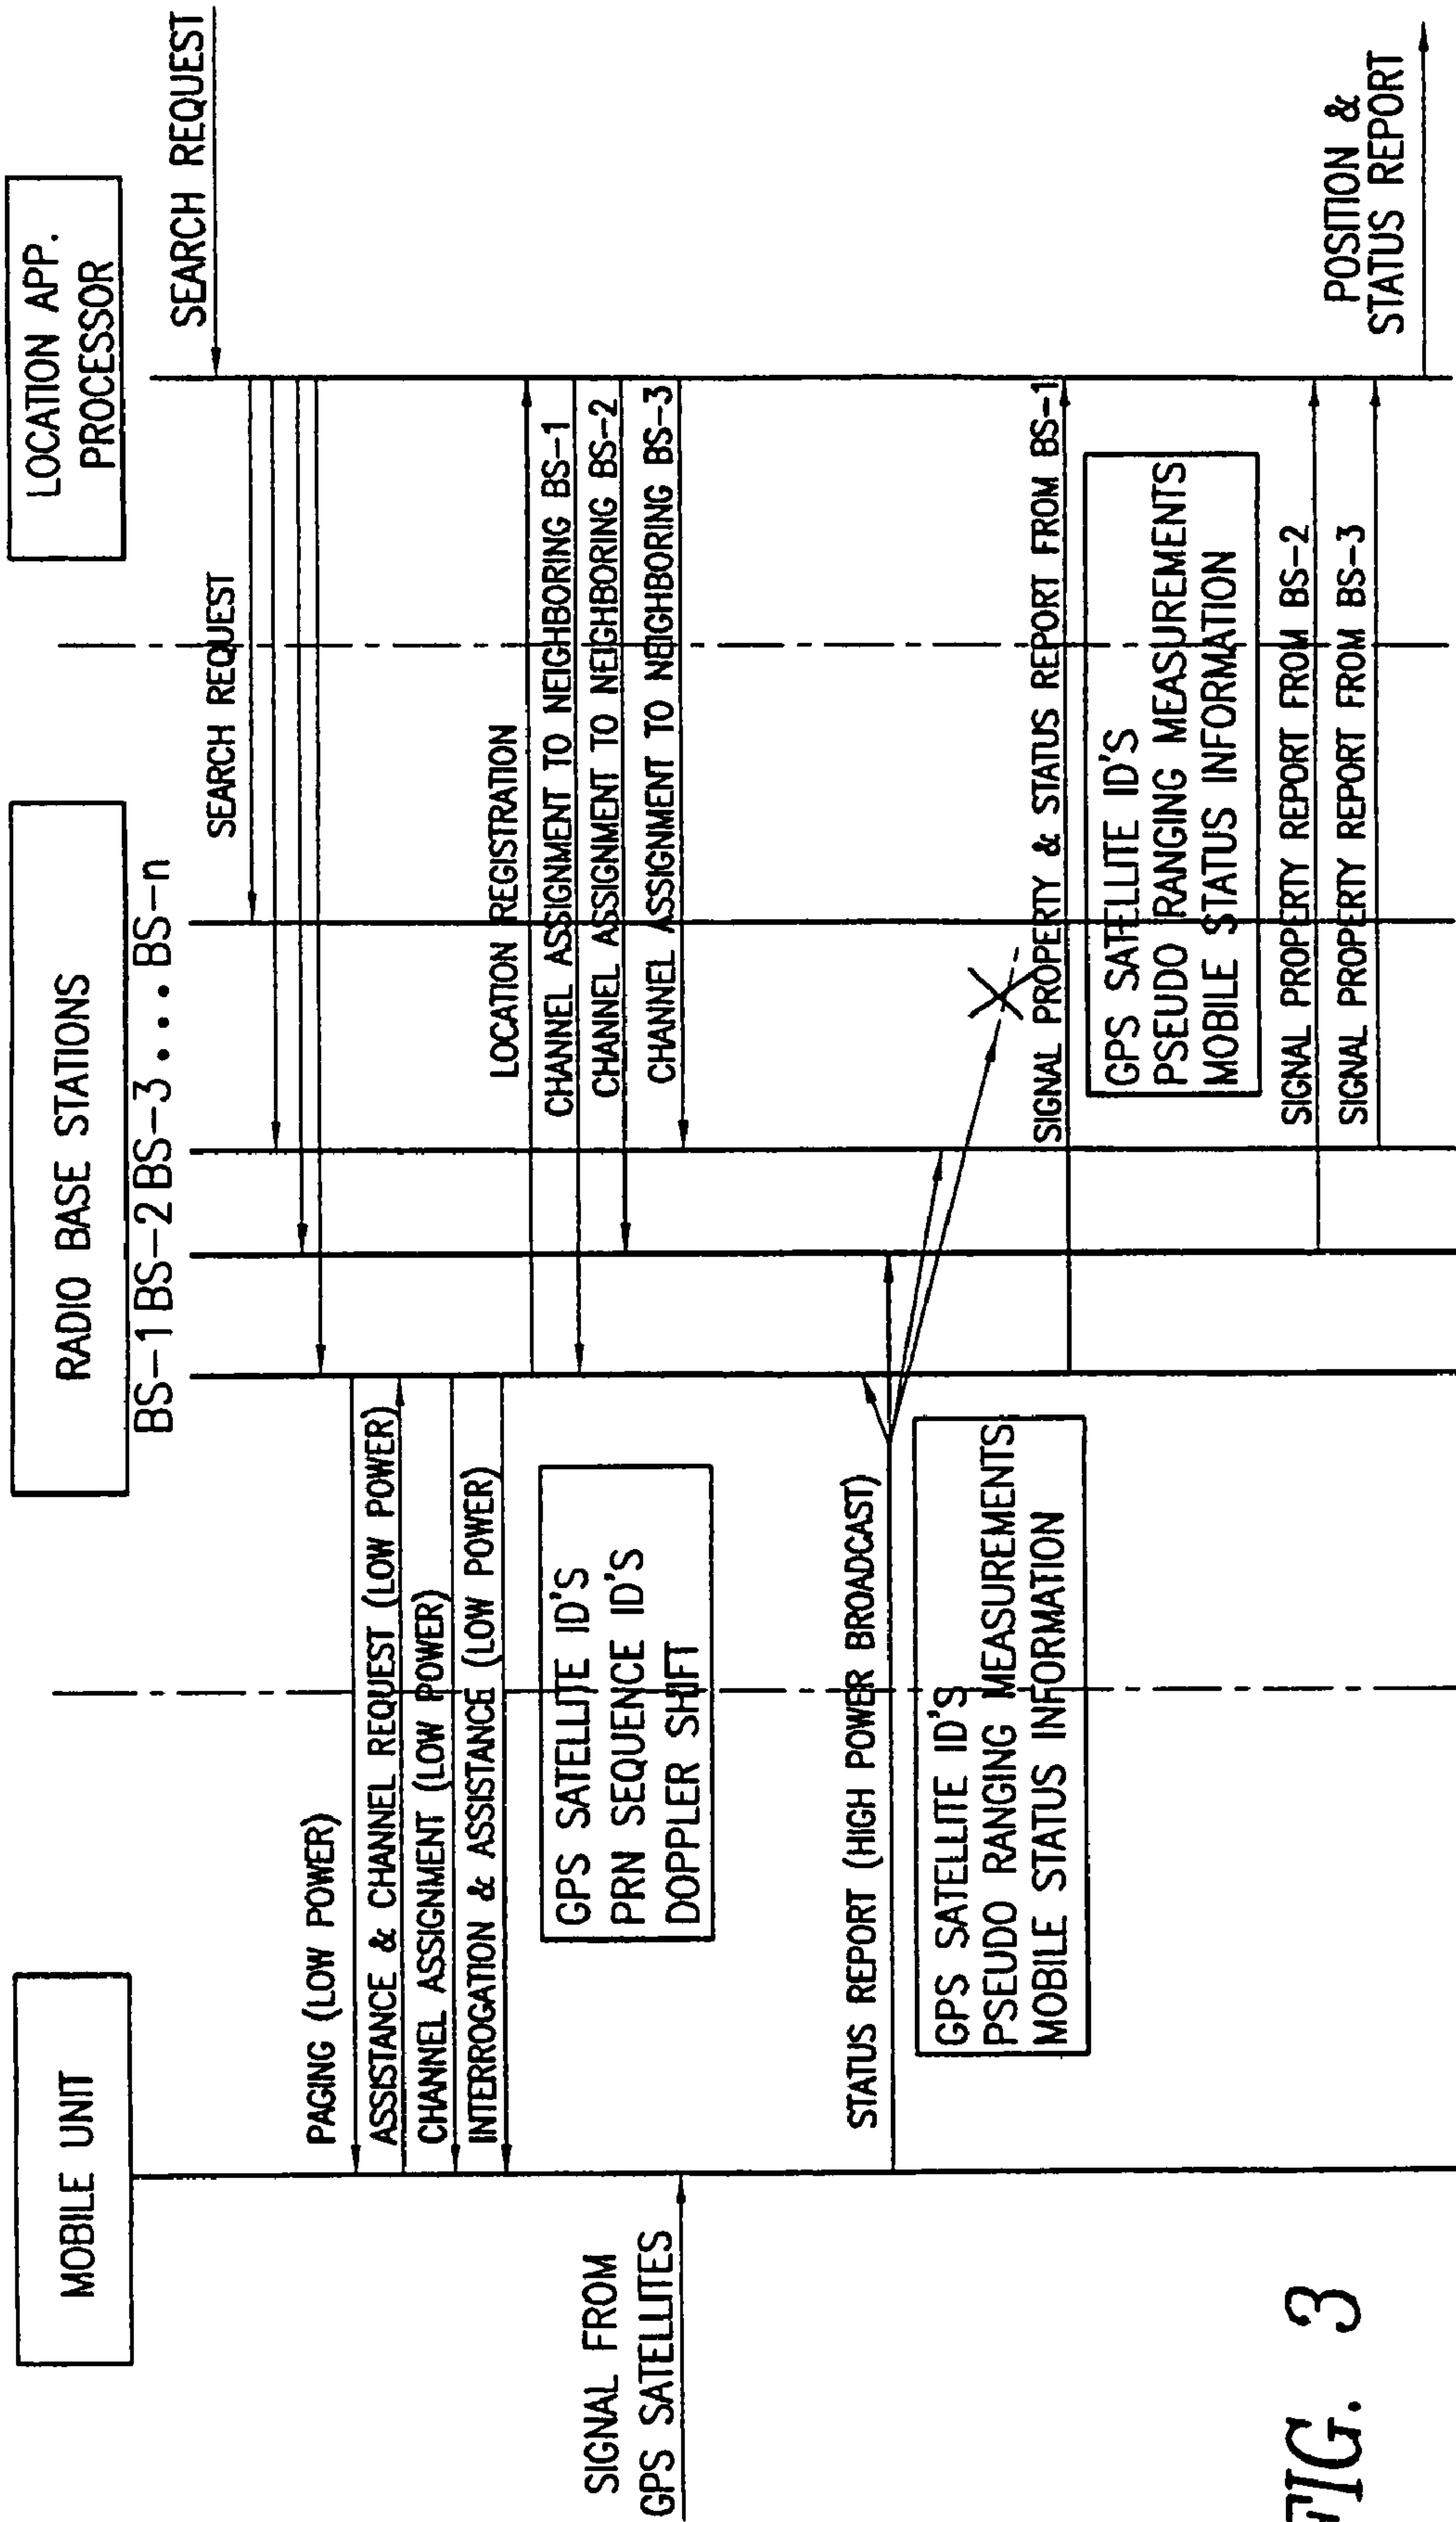 MOBILE UNIT
RADIO BASE STATIONS
LOCATION APP.
PROCESSOR
BS-1 BS-2 BS-3 • • • • BS-n
SEARCH REQUEST
SEARCH REQUEST
PAGING (LOW POWER)
ASSISTANCE & CHANNEL REQUEST (LOW POWER)
CHANNEL ASSIGNMENT (LOW POWER)
INTERROGATION & ASSISTANCE (LOW POWER)
GPS SATELLITE ID'S
PRN SEQUENCE ID'S
DOPPLER SHIFT
LOCATION REGISTRATION
CHANNEL ASSIGNMENT TO NEIGHBORING BS-1
CHANNEL ASSIGNMENT TO NEIGHBORING BS-2
CHANNEL ASSIGNMENT TO NEIGHBORING BS-3
SIGNAL FROM
GPS SATELLITES
STATUS REPORT (HIGH POWER BROADCAST)
GPS SATELLITE ID'S
PSEUDO RANGING MEASUREMENTS
MOBILE STATUS INFORMATION
SIGNAL PROPERTY & STATUS REPORT FROM BS-1
GPS SATELLITE ID'S
PSEUDO RANGING MEASUREMENTS
MOBILE STATUS INFORMATION
SIGNAL PROPERTY REPORT FROM BS-2
SIGNAL PROPERTY REPORT FROM BS-3
POSITION &
STATUS REPORT
FIG. 3